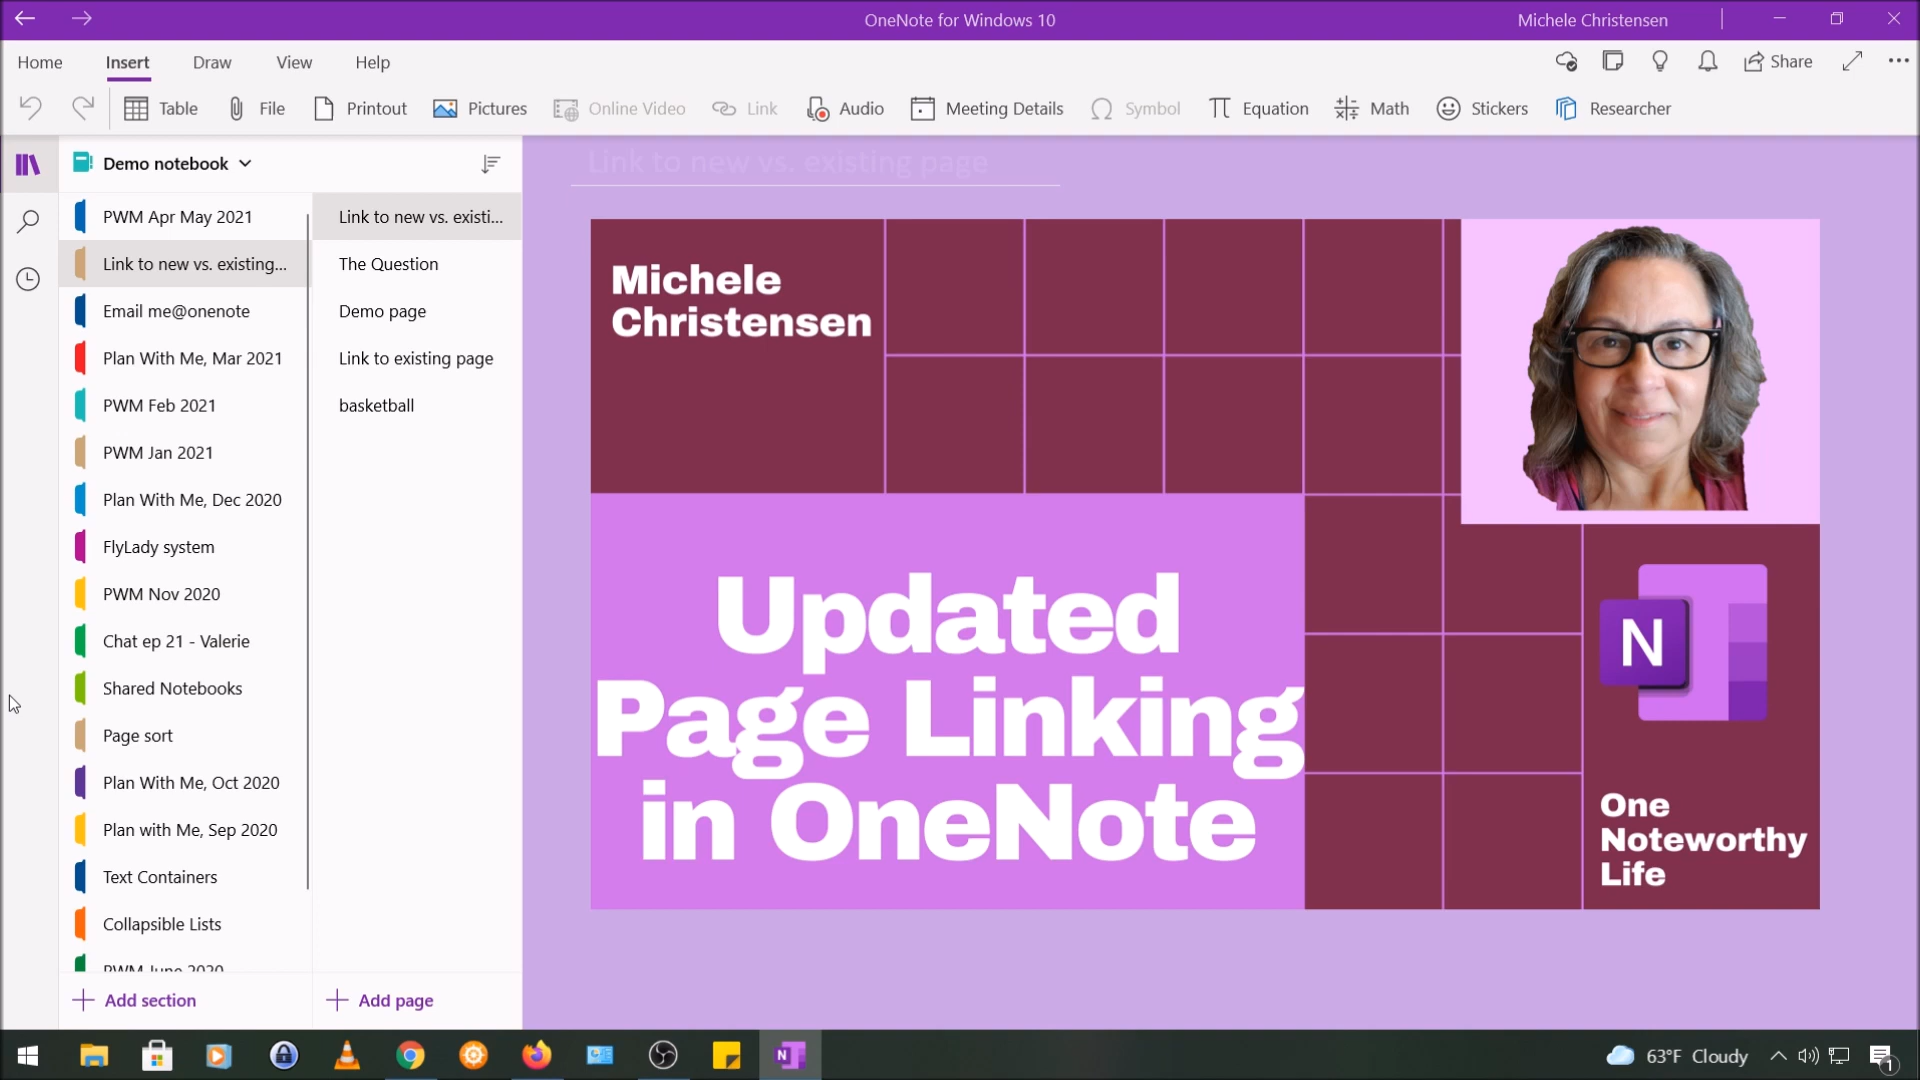 OneNote for Windows 10
Michele Christensen
Home
Insert
Draw
View
Help
Share
Table
File
Printout
Pictures
Online Video
Link
Audio
Meeting Details
Symbol
Equation
Math
Stickers
Researcher
Demo notebook
PWM Apr May 2021
Link to new vs. existing...
Email me@onenote
Plan With Me, Mar 2021
PWM Feb 2021
PWM Jan 2021
Plan With Me, Dec 2020
FlyLady system
PWM Nov 2020
Chat ep 21 - Valerie
Shared Notebooks
Page sort
Plan With Me, Oct 2020
Plan with Me, Sep 2020
Text Containers
Collapsible Lists
PWM June 2020
Add section
Link to new vs. existi...
The Question
Demo page
Link to existing page
basketball
Add page
Link to new vs. existing page
Michele
Christensen
Updated
Page Linking
in OneNote
N
One
Noteworthy
Life
N
63°F Cloudy
1